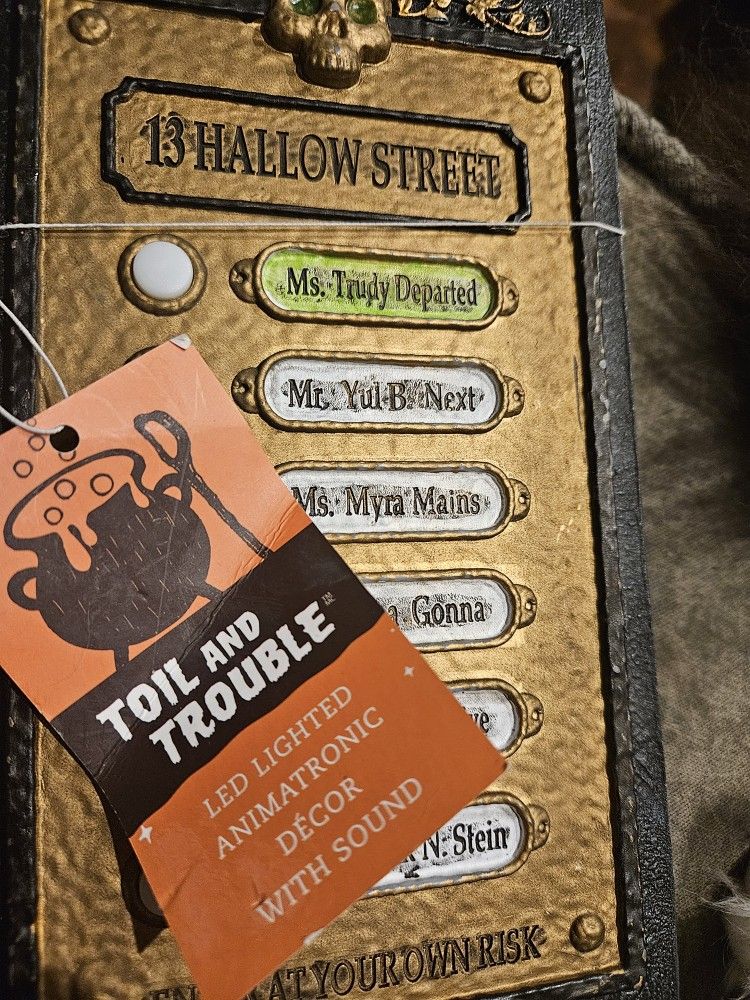 13 HALLOW STREET
Ms. Trudy Departed
Mr. Yul B. Next
Ms. Myra Mains
Gonna
N. Stein
AT YOUR OWN RISK
TOIL AND
TROUBLE™
LED LIGHTED
ANIMATRONIC
DÉCOR
WITH SOUND